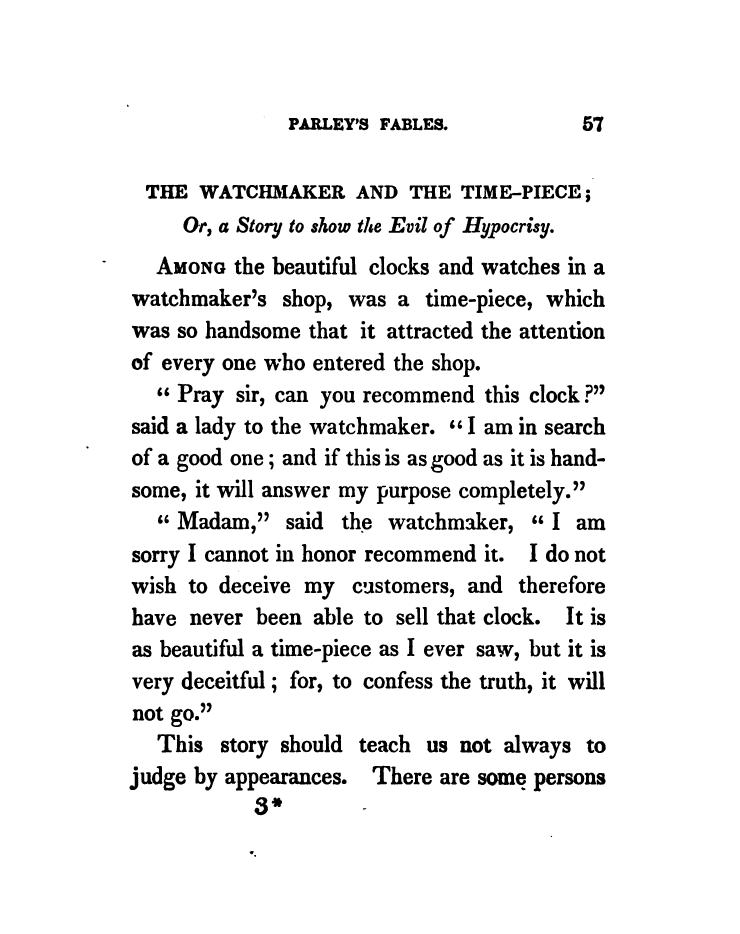 PARLEY'S FABLES. 57
THE WATCHMAKER AND THE TIME-PIECE;
Or, a Story to show the Evil of Hypocrisy.
AMONG the beautiful clocks and watches in a
watchmaker's shop, was a time-piece, which
was so handsome that it attracted the attention
of every one who entered the shop.
“ Pray sir, can you recommend this clock?”
said a lady to the watchmaker. “I am in search
of a good one; and if this is as good as it is hand-
some, it will answer my purpose completely.”
“ Madam,” said the watchmaker, “ I am
sorry I cannot in honor recommend it. I do not
wish to deceive my customers, and therefore
have never been able to sell that clock. It is
as beautiful a time-piece as I ever saw, but it is
very deceitful; for, to confess the truth, it will
not go.”
This story should teach us not always to
judge by appearances. There are some persons
3*